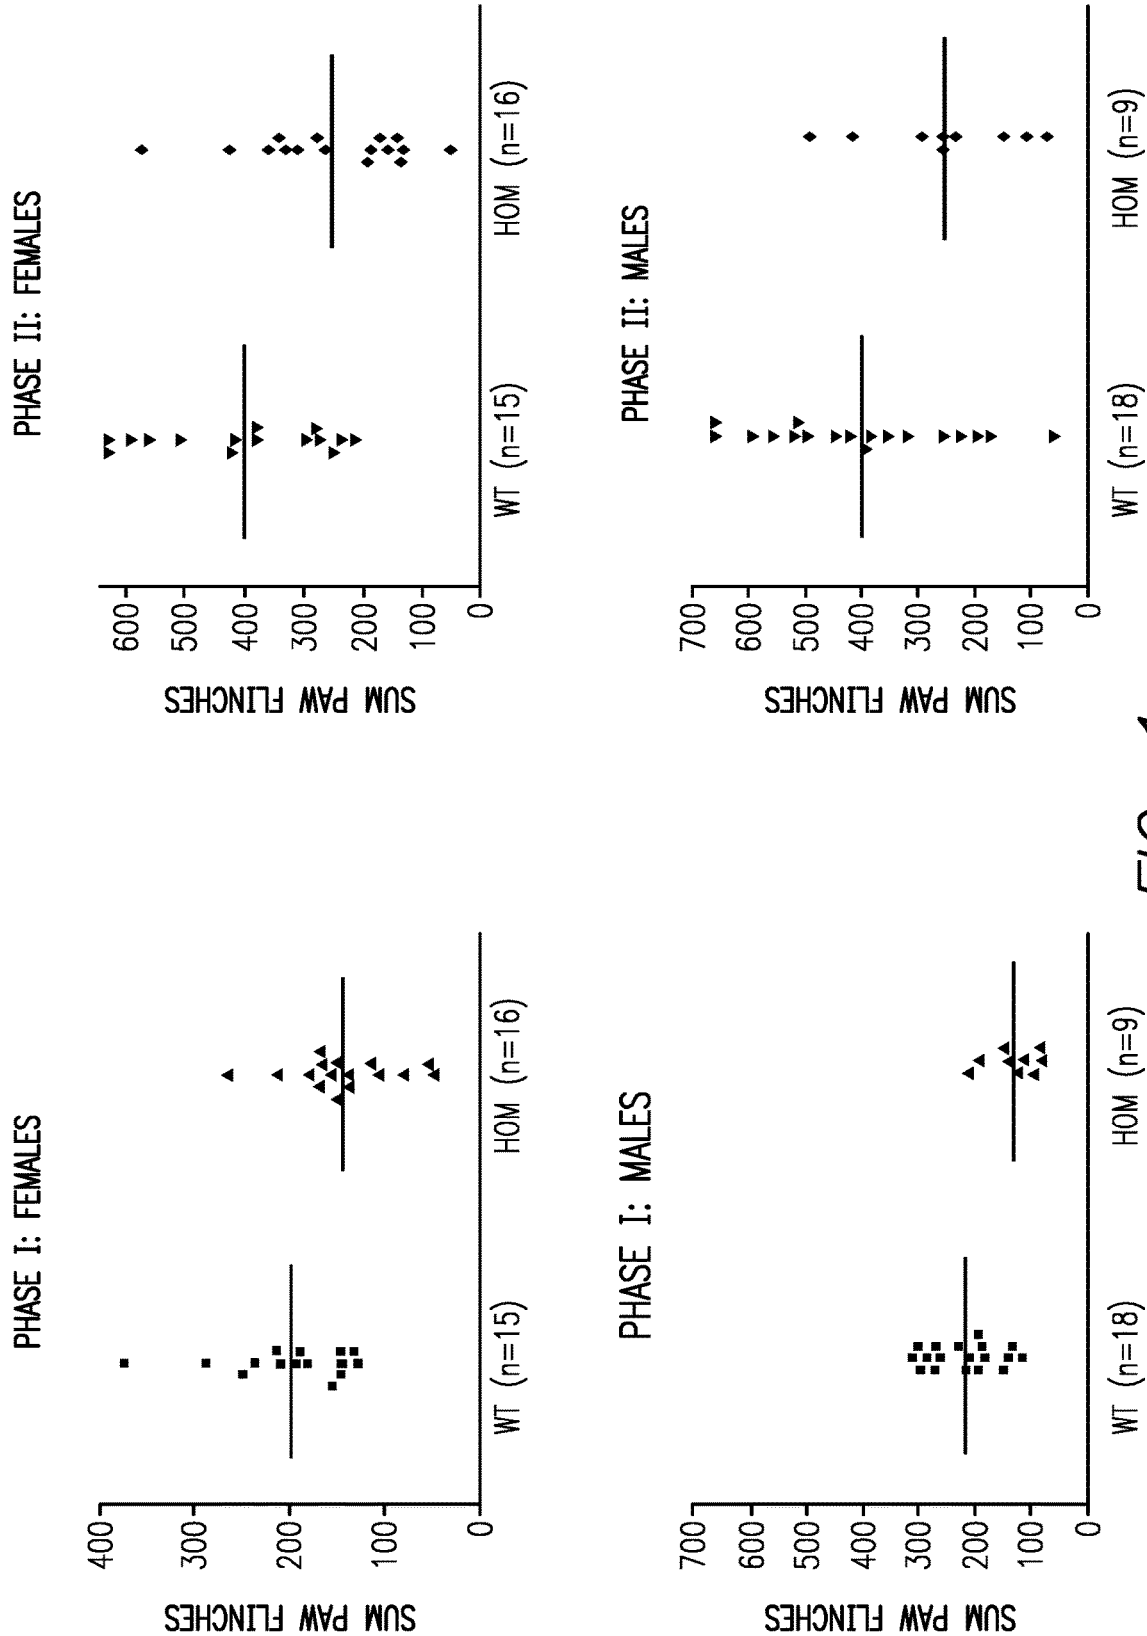 PHASE I: FEMALES
SUM PAW FLINCHES
400
300
200
100
0
WT (n=15)
HOM (n=16)
PHASE II: FEMALES
SUM PAW FLINCHES
600
500
400
300
200
100
0
WT (n=15)
HOM (n=16)
PHASE I: MALES
SUM PAW FLINCHES
700
600
500
400
300
200
100
0
WT (n=18)
HOM (n=9)
PHASE II: MALES
SUM PAW FLINCHES
700
600
500
400
300
200
100
0
WT (n=18)
HOM (n=9)